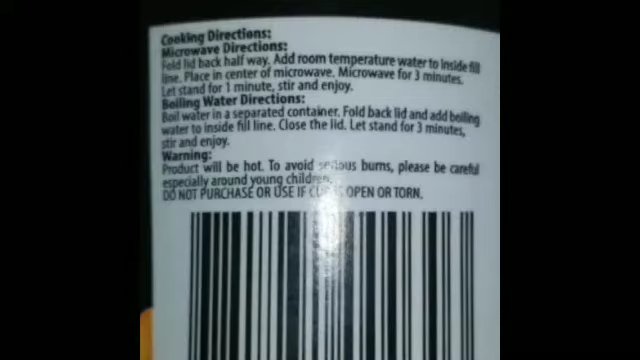 Cooking Directions:
Microwave Directions:
Fold lid back half way. Add room temperature water to inside fill
line. Place in center of microwave. Microwave for 3 minutes.
Let stand for 1 minute, stir and enjoy.
Boiling Water Directions:
Boil water in a separated container. Fold back lid and add boiling
water to inside fill line. Close the lid. Let stand for 3 minutes,
stir and enjoy.
Warning:
Product will be hot. To avoid serious burns, please be careful
especially around young children.
DO NOT PURCHASE OR USE IF CUP IS OPEN OR TORN.